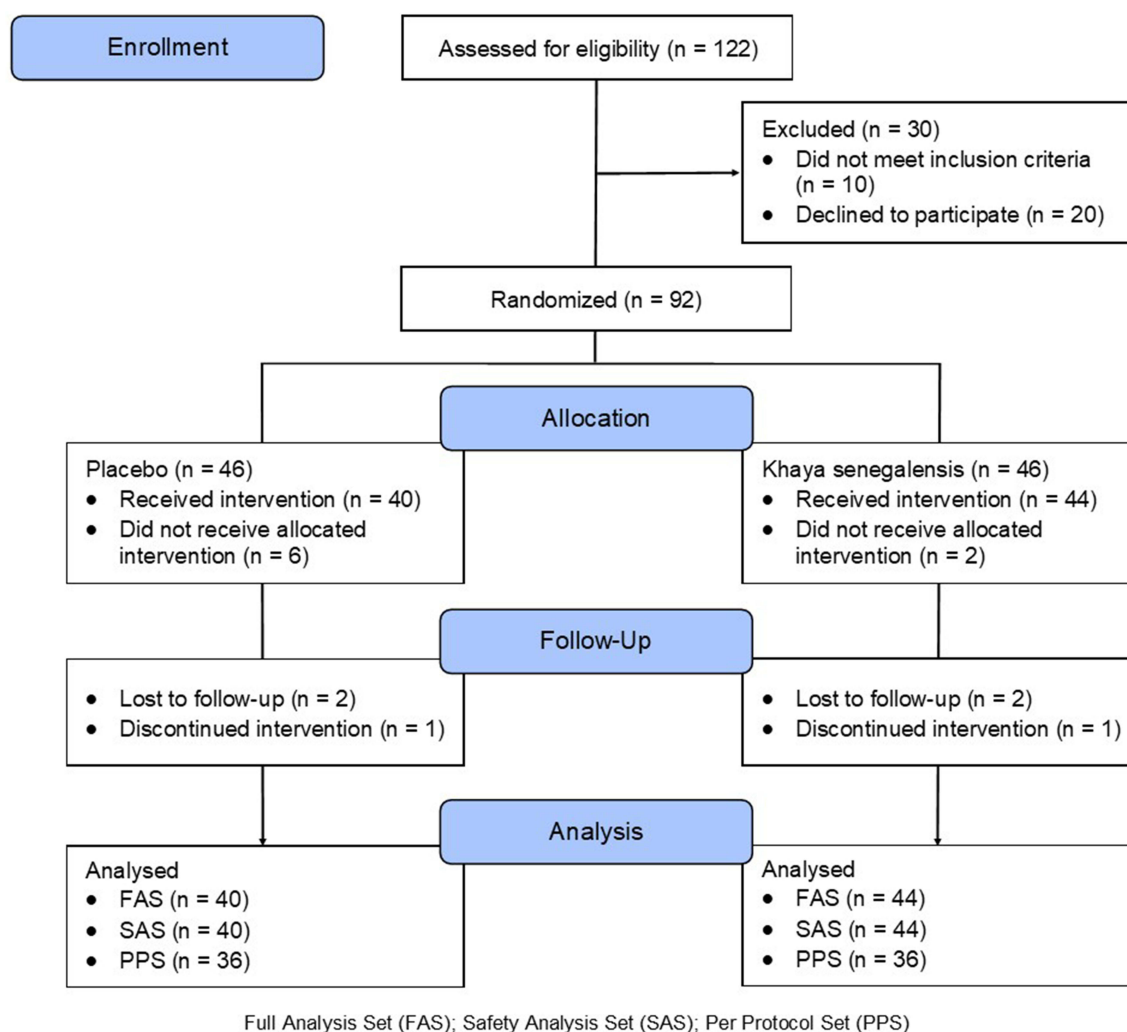 Enrollment
Assessed for eligibility (n = 122)
Excluded (n = 30)
● Did not meet inclusion criteria
(n = 10)
● Declined to participate (n = 20)
Randomized (n = 92)
Allocation
Placebo (n = 46)
● Received intervention (n = 40)
● Did not receive allocated
intervention (n = 6)
Khaya senegalensis (n = 46)
● Received intervention (n = 44)
● Did not receive allocated
intervention (n = 2)
Follow-Up
● Lost to follow-up (n = 2)
● Discontinued intervention (n = 1)
● Lost to follow-up (n = 2)
● Discontinued intervention (n = 1)
Analysis
Analysed
● FAS (n = 40)
● SAS (n = 40)
● PPS (n = 36)
Analysed
● FAS (n = 44)
● SAS (n = 44)
● PPS (n = 36)
Full Analysis Set (FAS); Safety Analysis Set (SAS); Per Protocol Set (PPS)